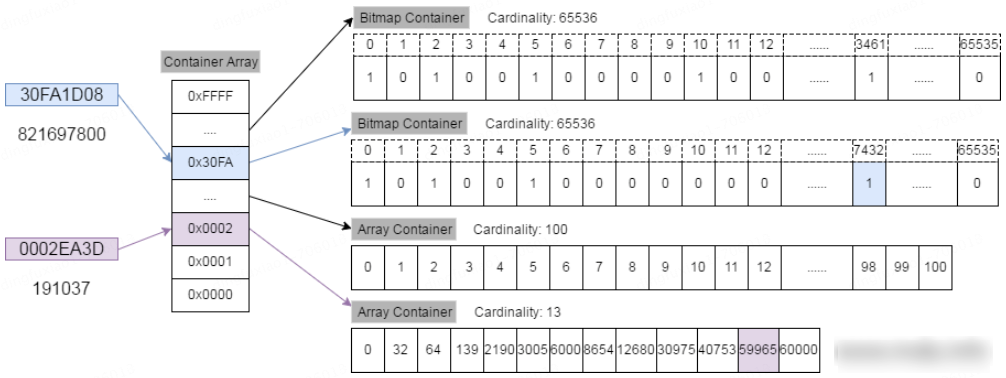 Bitmap Container Cardinality: 65536
0 1 2 3 4 5 6 7 8 9 10 11 12 ...... 3461 ...... 65535
1 0 1 0 0 1 0 0 0 0 1 0 0 ...... 1 ...... 0
Container Array
0xFFFF
....
0x30FA
....
0x0002
0x0001
0x0000
30FA1D08
821697800
Bitmap Container Cardinality: 65536
0 1 2 3 4 5 6 7 8 9 10 11 12 ...... 7432 ...... 65535
1 0 1 0 0 1 0 0 0 0 0 0 0 ...... 1 ...... 0
0002EA3D
191037
Array Container Cardinality: 100
0 1 2 3 4 5 6 7 8 9 10 11 12 ...... 98 99 100
Array Container Cardinality: 13
0 32 64 139 2190 3005 6000 8654 12680 30975 40753 59965 60000